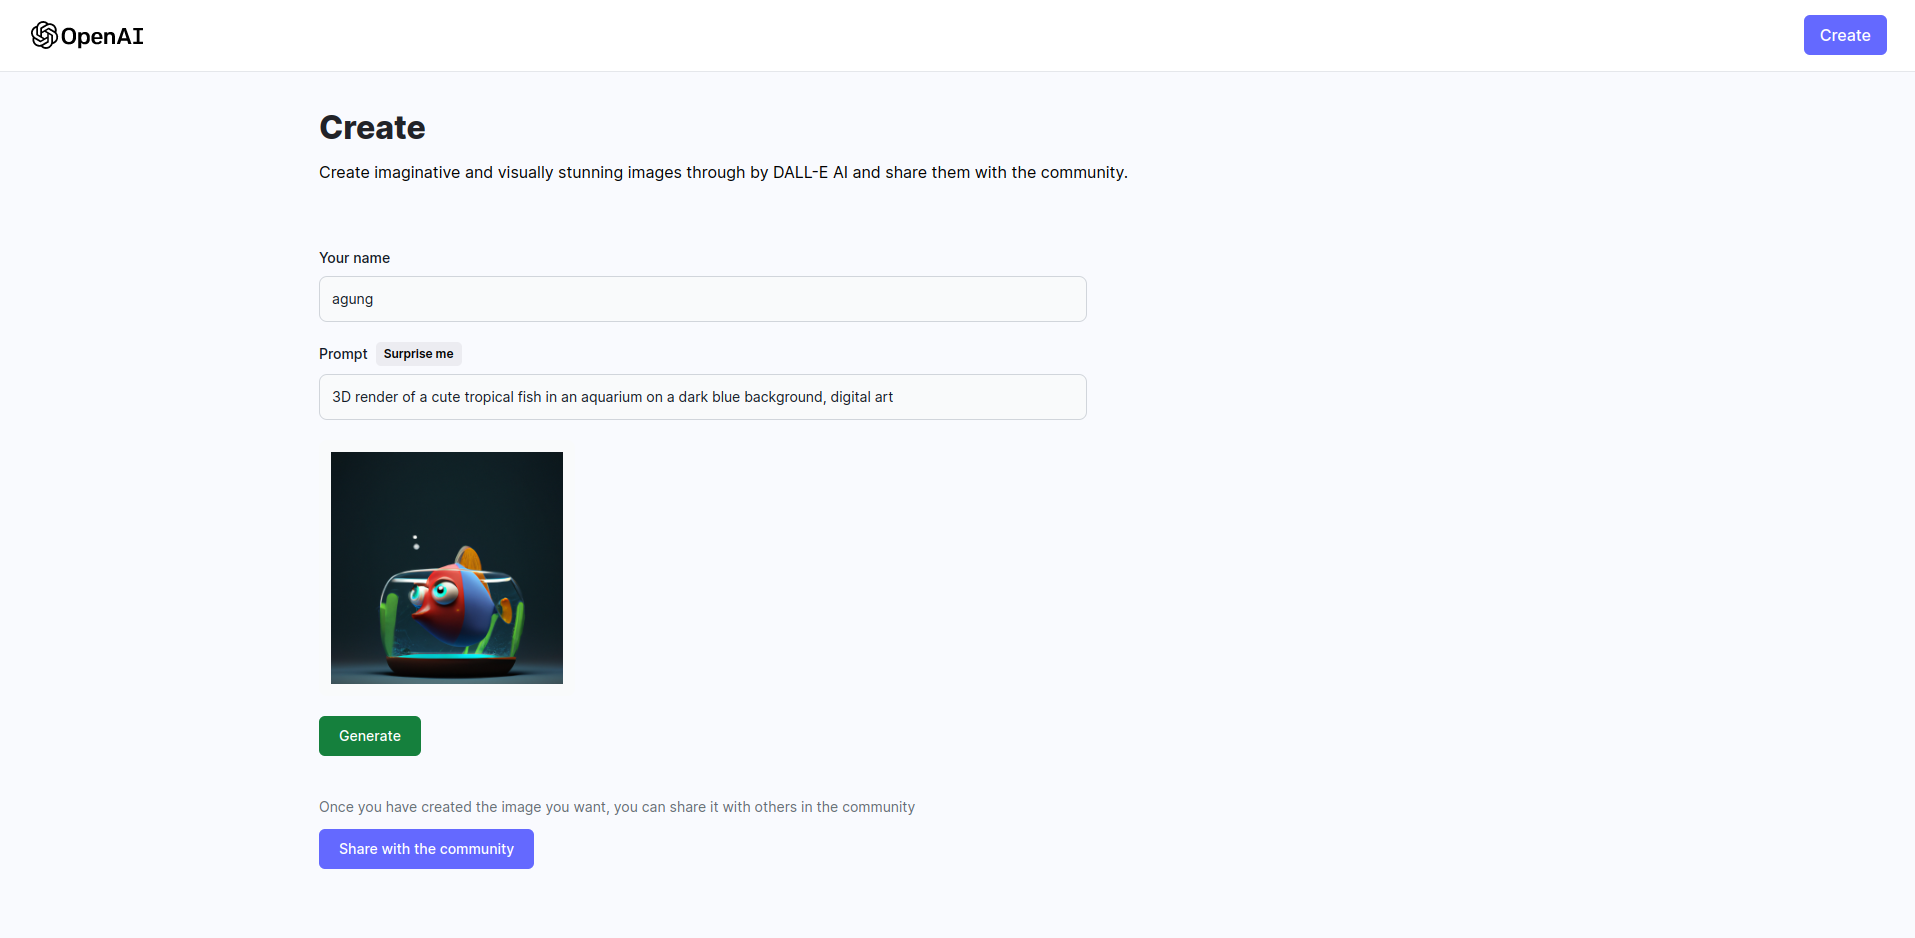 OpenAI
Create
Create
Create imaginative and visually stunning images through by DALL-E AI and share them with the community.
Your name
agung
Prompt Surprise me
3D render of a cute tropical fish in an aquarium on a dark blue background, digital art
Generate
Once you have created the image you want, you can share it with others in the community
Share with the community